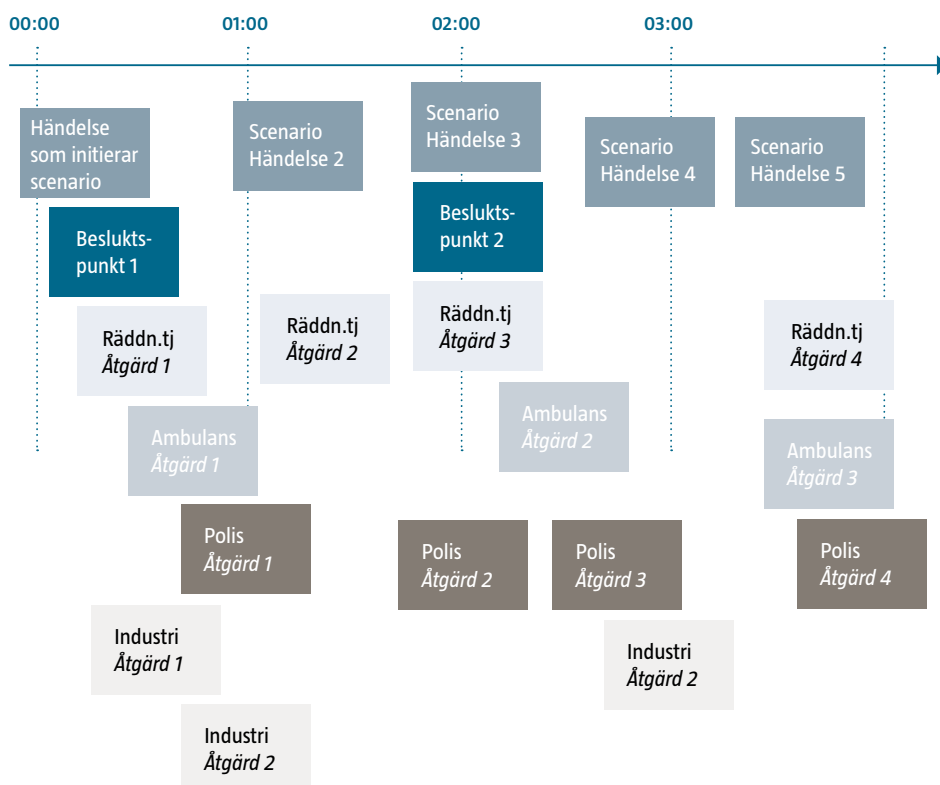 00:00
01:00
02:00
03:00
Händelse
som initierar
scenario
Scenario
Händelse 2
Scenario
Händelse 3
Scenario
Händelse 4
Scenario
Händelse 5
Beslukts-
punkt 1
Beslukts-
punkt 2
Räddn.tj
Åtgärd 1
Räddn.tj
Åtgärd 2
Räddn.tj
Åtgärd 3
Räddn.tj
Åtgärd 4
Ambulans
Åtgärd 1
Ambulans
Åtgärd 2
Ambulans
Åtgärd 3
Polis
Åtgärd 1
Polis
Åtgärd 2
Polis
Åtgärd 3
Polis
Åtgärd 4
Industri
Åtgärd 1
Industri
Åtgärd 2
Industri
Åtgärd 2